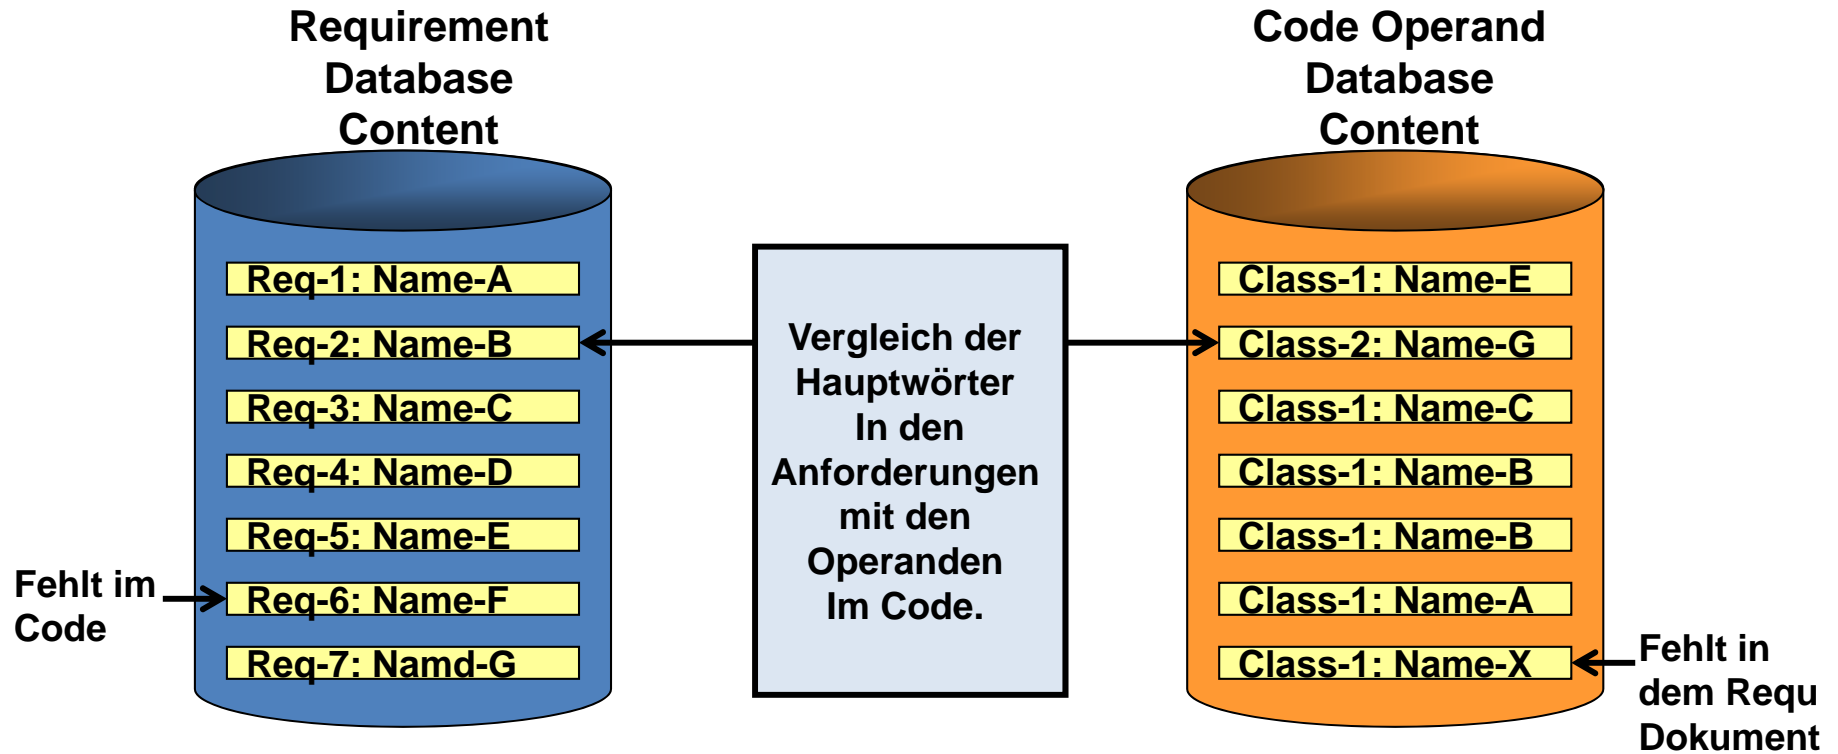 Requirement
Database
Content
Req-1: Name-A
Req-2: Name-B
Req-3: Name-C
Req-4: Name-D
Req-5: Name-E
Req-6: Name-F
Req-7: Namd-G
Fehlt im
Code
Vergleich der
Hauptwörter
In den
Anforderungen
mit den
Operanden
Im Code.
Code Operand
Database
Content
Class-1: Name-E
Class-2: Name-G
Class-1: Name-C
Class-1: Name-B
Class-1: Name-B
Class-1: Name-A
Class-1: Name-X
Fehlt in
dem Requ
Dokument